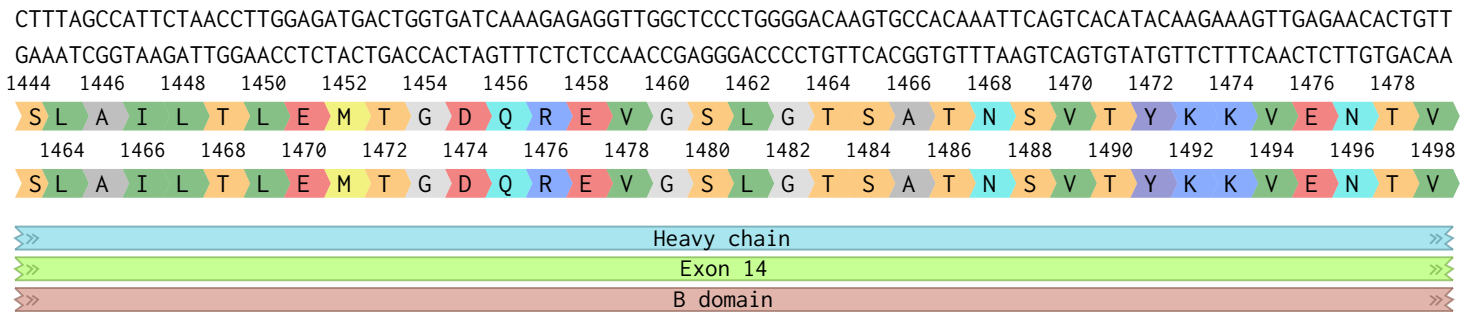 CTTTAGCCATTCTAACCTTGGAGATGACTGGTGATCAAAGAGAGGTTGGCTCCCTGGGGACAAGTGCCACAAATTCAGTCACATACAAGAAAGTTGAGAACACTGTT
GAAATCGGTAAGATTGGAACCTCTACTGACCACTAGTTTCTCTCCAACCGAGGGACCCCTGTTCACGGTGTTTAAGTCAGTGTATGTTCTTTCAACTCTTGTGACAA
1444 1446 1448 1450 1452 1454 1456 1458 1460 1462 1464 1466 1468 1470 1472 1474 1476 1478
S L A I L T L E M T G D Q R E V G S L G T S A T N S V T Y K K V E N T V
1464 1466 1468 1470 1472 1474 1476 1478 1480 1482 1484 1486 1488 1490 1492 1494 1496 1498
S L A I L T L E M T G D Q R E V G S L G T S A T N S V T Y K K V E N T V
Heavy chain
Exon 14
B domain